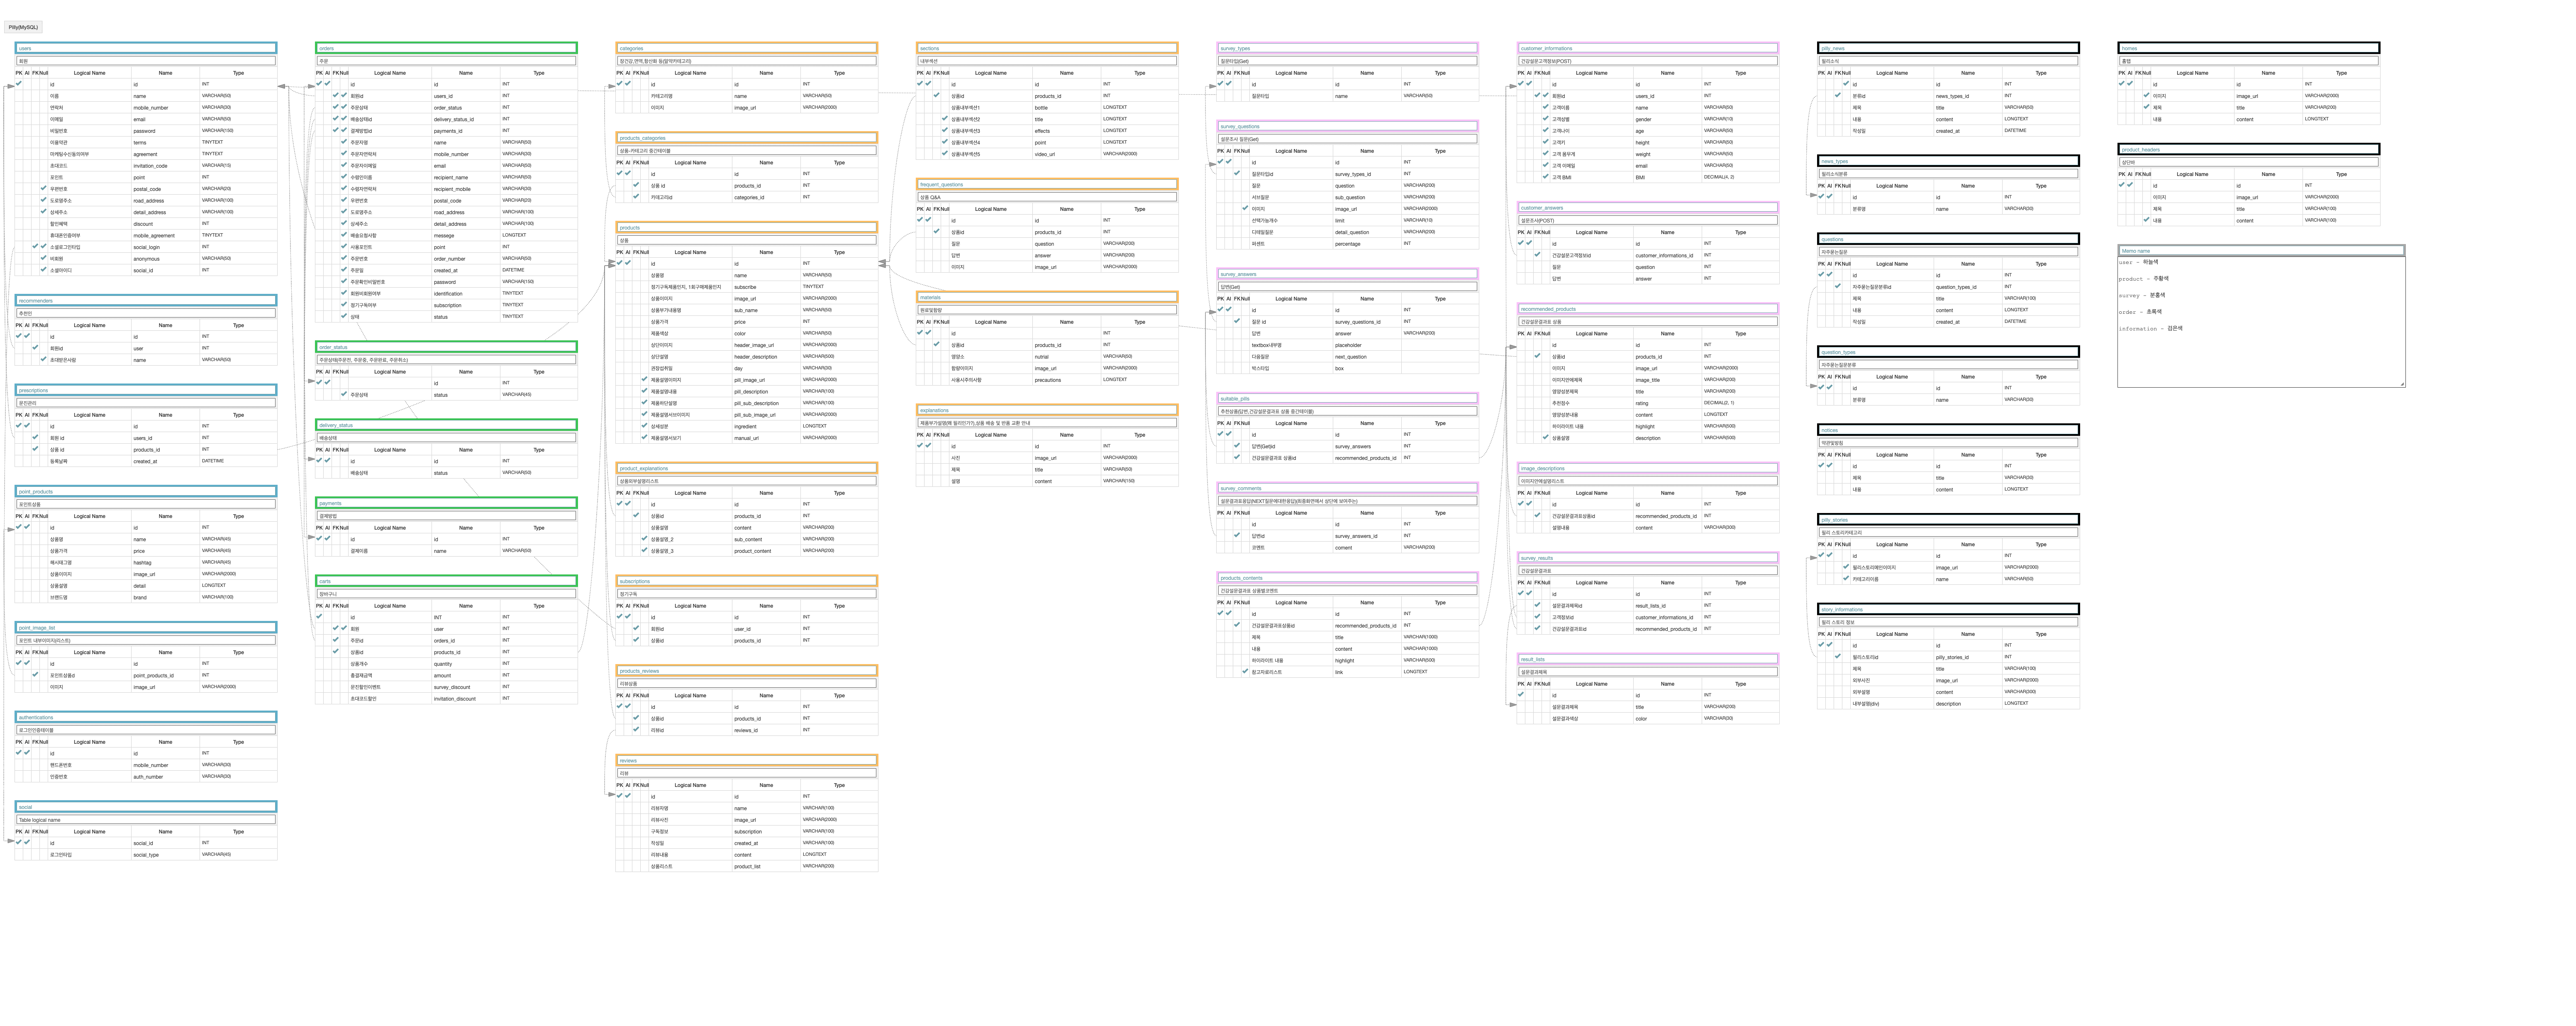 Pilly(MySQL)
users
회원
PK AI FK Null Logical Name Name Type
id id INT
이름 name VARCHAR(50)
연락처 mobile_number VARCHAR(50)
이메일 email VARCHAR(50)
비밀번호 password VARCHAR(150)
이용약관 terms TINYTEXT
마케팅수신동의여부 agreement TINYTEXT
초대코드 invitation_code VARCHAR(15)
포인트 point INT
우편번호 postal_code VARCHAR(20)
도로명주소 road_address VARCHAR(100)
상세주소 detail_address VARCHAR(100)
할인혜택 discount INT
휴대폰인증여부 mobile_agreement TINYTEXT
소셜로그인타입 social_login INT
비회원 anonymous VARCHAR(50)
소셜아이디 social_id INT
recommenders
추천인
PK AI FK Null Logical Name Name Type
id id INT
회원id user INT
초대받은사람 name VARCHAR(50)
prescriptions
문진관리
PK AI FK Null Logical Name Name Type
id id INT
회원 id users_id INT
상품 id products_id INT
등록날짜 created_at DATETIME
point_products
포인트상품
PK AI FK Null Logical Name Name Type
id id INT
상품명 name VARCHAR(45)
상품가격 price VARCHAR(45)
해시태그명 hashtag VARCHAR(45)
상품이미지 image_url VARCHAR(2000)
상품설명 detail LONGTEXT
브랜드명 brand VARCHAR(100)
point_image_list
포인트 내부이미지(리스트)
PK AI FK Null Logical Name Name Type
id id INT
포인트상품id point_products_id INT
이미지 image_url VARCHAR(2000)
authentications
로그인인증테이블
PK AI FK Null Logical Name Name Type
id id INT
핸드폰번호 mobile_number VARCHAR(30)
인증번호 auth_number VARCHAR(30)
social
Table logical name
PK AI FK Null Logical Name Name Type
id social_id INT
로그인타입 social_type VARCHAR(45)
orders
주문
PK AI FK Null Logical Name Name Type
id id INT
회원id users_id INT
주문상태 order_status INT
배송상태id delivery_status_id INT
결제방법id payments_id INT
주문자명 name VARCHAR(50)
주문자연락처 mobile_number VARCHAR(50)
주문자이메일 email VARCHAR(50)
수령인이름 recipient_name VARCHAR(50)
수령자연락처 recipient_mobile VARCHAR(50)
우편번호 postal_code VARCHAR(20)
도로명주소 road_address VARCHAR(100)
상세주소 detail_address VARCHAR(100)
배송요청사항 messege LONGTEXT
사용포인트 point INT
주문번호 order_number VARCHAR(50)
주문일 created_at DATETIME
주문확인비밀번호 password VARCHAR(150)
회원비회원여부 identification TINYTEXT
정기구독여부 subscription TINYTEXT
상태 status TINYTEXT
order_status
주문상태(주문전, 주문중, 주문완료, 주문취소)
PK AI FK Null Logical Name Name Type
id INT
주문상태 status VARCHAR(45)
delivery_status
배송상태
PK AI FK Null Logical Name Name Type
id id INT
배송상태 status VARCHAR(50)
payments
결제방법
PK AI FK Null Logical Name Name Type
id id INT
결제이름 name VARCHAR(50)
carts
장바구니
PK AI FK Null Logical Name Name Type
id INT INT
회원 user INT
주문id orders_id INT
상품id products_id INT
상품개수 quantity INT
총결제금액 amount INT
문진할인이벤트 survey_discount INT
초대코드할인 invitation_discount INT
categories
장건강,면역,항산화 등(알약카테고리)
PK AI FK Null Logical Name Name Type
id id INT
카테고리명 name VARCHAR(50)
이미지 image_url VARCHAR(2000)
products_categories
상품-카테고리 중간테이블
PK AI FK Null Logical Name Name Type
id id INT
상품 id products_id INT
카테고리id categories_id INT
products
상품
PK AI FK Null Logical Name Name Type
id id INT
상품명 name VARCHAR(50)
정기구독제품인지, 1회구매제품인지 subscribe TINYTEXT
상품이미지 image_url VARCHAR(2000)
상품부가내용명 sub_name VARCHAR(50)
상품가격 price INT
제품색상 color VARCHAR(50)
상단이미지 header_image_url VARCHAR(2000)
상단설명 header_description VARCHAR(500)
권장섭취일 day VARCHAR(50)
제품설명이미지 pill_image_url VARCHAR(2000)
제품설명내용 pill_description VARCHAR(100)
제품하단설명 pill_sub_description VARCHAR(100)
제품설명서브이미지 pill_sub_image_url VARCHAR(2000)
상세성분 ingredient LONGTEXT
제품설명서보기 manual_url VARCHAR(2000)
product_explanations
상품외부설명리스트
PK AI FK Null Logical Name Name Type
id id INT
상품id products_id INT
상품설명 content VARCHAR(200)
상품설명_2 sub_content VARCHAR(200)
상품설명_3 product_content VARCHAR(200)
subscriptions
정기구독
PK AI FK Null Logical Name Name Type
id id INT
회원id user_id INT
상품id products_id INT
products_reviews
리뷰상품
PK AI FK Null Logical Name Name Type
id id INT
상품id products_id INT
리뷰id reviews_id INT
reviews
리뷰
PK AI FK Null Logical Name Name Type
id id INT
리뷰자명 name VARCHAR(100)
리뷰사진 image_url VARCHAR(2000)
구독정보 subscription VARCHAR(100)
작성일 created_at VARCHAR(150)
리뷰내용 content LONGTEXT
상품리스트 product_list VARCHAR(200)
sections
내부섹션
PK AI FK Null Logical Name Name Type
id id INT
상품id products_id INT
상품내부섹션1 bottle LONGTEXT
상품내부섹션2 title LONGTEXT
상품내부섹션3 effects LONGTEXT
상품내부섹션4 point LONGTEXT
상품내부섹션5 video_url VARCHAR(2000)
frequent_questions
상품 Q&A
PK AI FK Null Logical Name Name Type
id id INT
상품id products_id INT
질문 question VARCHAR(200)
답변 answer VARCHAR(200)
이미지 image_url VARCHAR(2000)
materials
원료및함량
PK AI FK Null Logical Name Name Type
id id INT
상품id products_id INT
영양소 nutrial VARCHAR(50)
함량이미지 image_url VARCHAR(2000)
사용시주의사항 precautions LONGTEXT
explanations
제품부가설명(왜 필리인가?),상품 배송 및 반품 교환 안내
PK AI FK Null Logical Name Name Type
id id INT
사진 image_url VARCHAR(2000)
제목 title VARCHAR(50)
설명 content VARCHAR(150)
survey_types
질문타입(Get)
PK AI FK Null Logical Name Name Type
id id INT
질문타입 name VARCHAR(50)
survey_questions
설문조사 질문(Get)
PK AI FK Null Logical Name Name Type
id id INT
질문타입id survey_types_id INT
질문 question VARCHAR(200)
서브질문 sub_question VARCHAR(200)
이미지 image_url VARCHAR(2000)
선택가능개수 limit VARCHAR(10)
디테일질문 detail_question VARCHAR(200)
퍼센트 percentage INT
survey_answers
답변(Get)
PK AI FK Null Logical Name Name Type
id id INT
질문 id survey_questions_id INT
답변 answer VARCHAR(200)
textbox내부명 placeholder
다음질문 next_question
박스타입 box
suitable_pills
추천상품(답변,건강설문결과표 상품 중간테이블)
PK AI FK Null Logical Name Name Type
id id INT
답변(Get)id survey_answers INT
건강설문결과표 상품id recommended_products_id INT
survey_comments
설문결과표응답(NEXT질문에대한응답)(최종화면에서 상단에 보여주는)
PK AI FK Null Logical Name Name Type
id id INT
답변id survey_answers_id INT
코멘트 coment VARCHAR(200)
products_contents
건강설문결과표 상품별코멘트
PK AI FK Null Logical Name Name Type
id id INT
건강설문결과표상품id recommended_products_id INT
제목 title VARCHAR(1000)
내용 content VARCHAR(1000)
하이라이트 내용 highlight VARCHAR(500)
참고자료리스트 link LONGTEXT
customer_informations
건강설문고객정보(POST)
PK AI FK Null Logical Name Name Type
id id INT
회원id users_id INT
고객이름 name VARCHAR(50)
고객성별 gender VARCHAR(10)
고객나이 age VARCHAR(50)
고객키 height VARCHAR(50)
고객 몸무게 weight VARCHAR(50)
고객 이메일 email VARCHAR(50)
고객 BMI BMI DECIMAL(4, 2)
customer_answers
설문조사(POST)
PK AI FK Null Logical Name Name Type
id id INT
건강설문고객정보id customer_informations_id INT
질문 question INT
답변 answer INT
recommended_products
건강설문결과표 상품
PK AI FK Null Logical Name Name Type
id id INT
상품id products_id INT
이미지 image_url VARCHAR(2000)
이미지안에제목 image_title VARCHAR(200)
영양성분제목 title VARCHAR(200)
추천점수 rating DECIMAL(2, 1)
영양성분내용 content LONGTEXT
하이라이트 내용 highlight VARCHAR(500)
상품설명 description VARCHAR(500)
image_descriptions
이미지안에설명리스트
PK AI FK Null Logical Name Name Type
id id INT
건강설문결과표상품id recommended_products_id INT
설명내용 content VARCHAR(300)
survey_results
건강설문결과표
PK AI FK Null Logical Name Name Type
id id INT
설문결과제목id result_lists_id INT
고객정보id customer_informations_id INT
건강설문결과표id recommended_products_id INT
result_lists
설문결과제목
PK AI FK Null Logical Name Name Type
id id INT
설문결과제목 title VARCHAR(200)
설문결과색상 color VARCHAR(30)
pilly_news
필리소식
PK AI FK Null Logical Name Name Type
id id INT
분류id news_types_id INT
제목 title VARCHAR(50)
내용 content LONGTEXT
작성일 created_at DATETIME
news_types
필리소식분류
PK AI FK Null Logical Name Name Type
id id INT
분류명 name VARCHAR(30)
questions
자주묻는질문
PK AI FK Null Logical Name Name Type
id id INT
자주묻는질문분류id question_types_id INT
제목 title VARCHAR(100)
내용 content LONGTEXT
작성일 created_at DATETIME
question_types
자주묻는질문분류
PK AI FK Null Logical Name Name Type
id id INT
분류명 name VARCHAR(30)
notices
약관및방침
PK AI FK Null Logical Name Name Type
id id INT
제목 title VARCHAR(50)
내용 content LONGTEXT
pilly_stories
필리 스토리카테고리
PK AI FK Null Logical Name Name Type
id id INT
필리스토리메인이미지 image_url VARCHAR(2000)
카테고리이름 name VARCHAR(50)
story_informations
필리 스토리 정보
PK AI FK Null Logical Name Name Type
id id INT
필리스토리id pilly_stories_id INT
제목 title VARCHAR(100)
외부사진 image_url VARCHAR(2000)
외부설명 content VARCHAR(300)
내부설명(div) description LONGTEXT
homes
홈탭
PK AI FK Null Logical Name Name Type
id id INT
이미지 image_url VARCHAR(2000)
제목 title VARCHAR(200)
내용 content LONGTEXT
product_headers
상단바
PK AI FK Null Logical Name Name Type
id id INT
이미지 image_url VARCHAR(2000)
제목 title VARCHAR(100)
내용 content VARCHAR(100)
Memo name
user - 하늘색
product - 주황색
survey - 분홍색
order - 초록색
information - 검은색